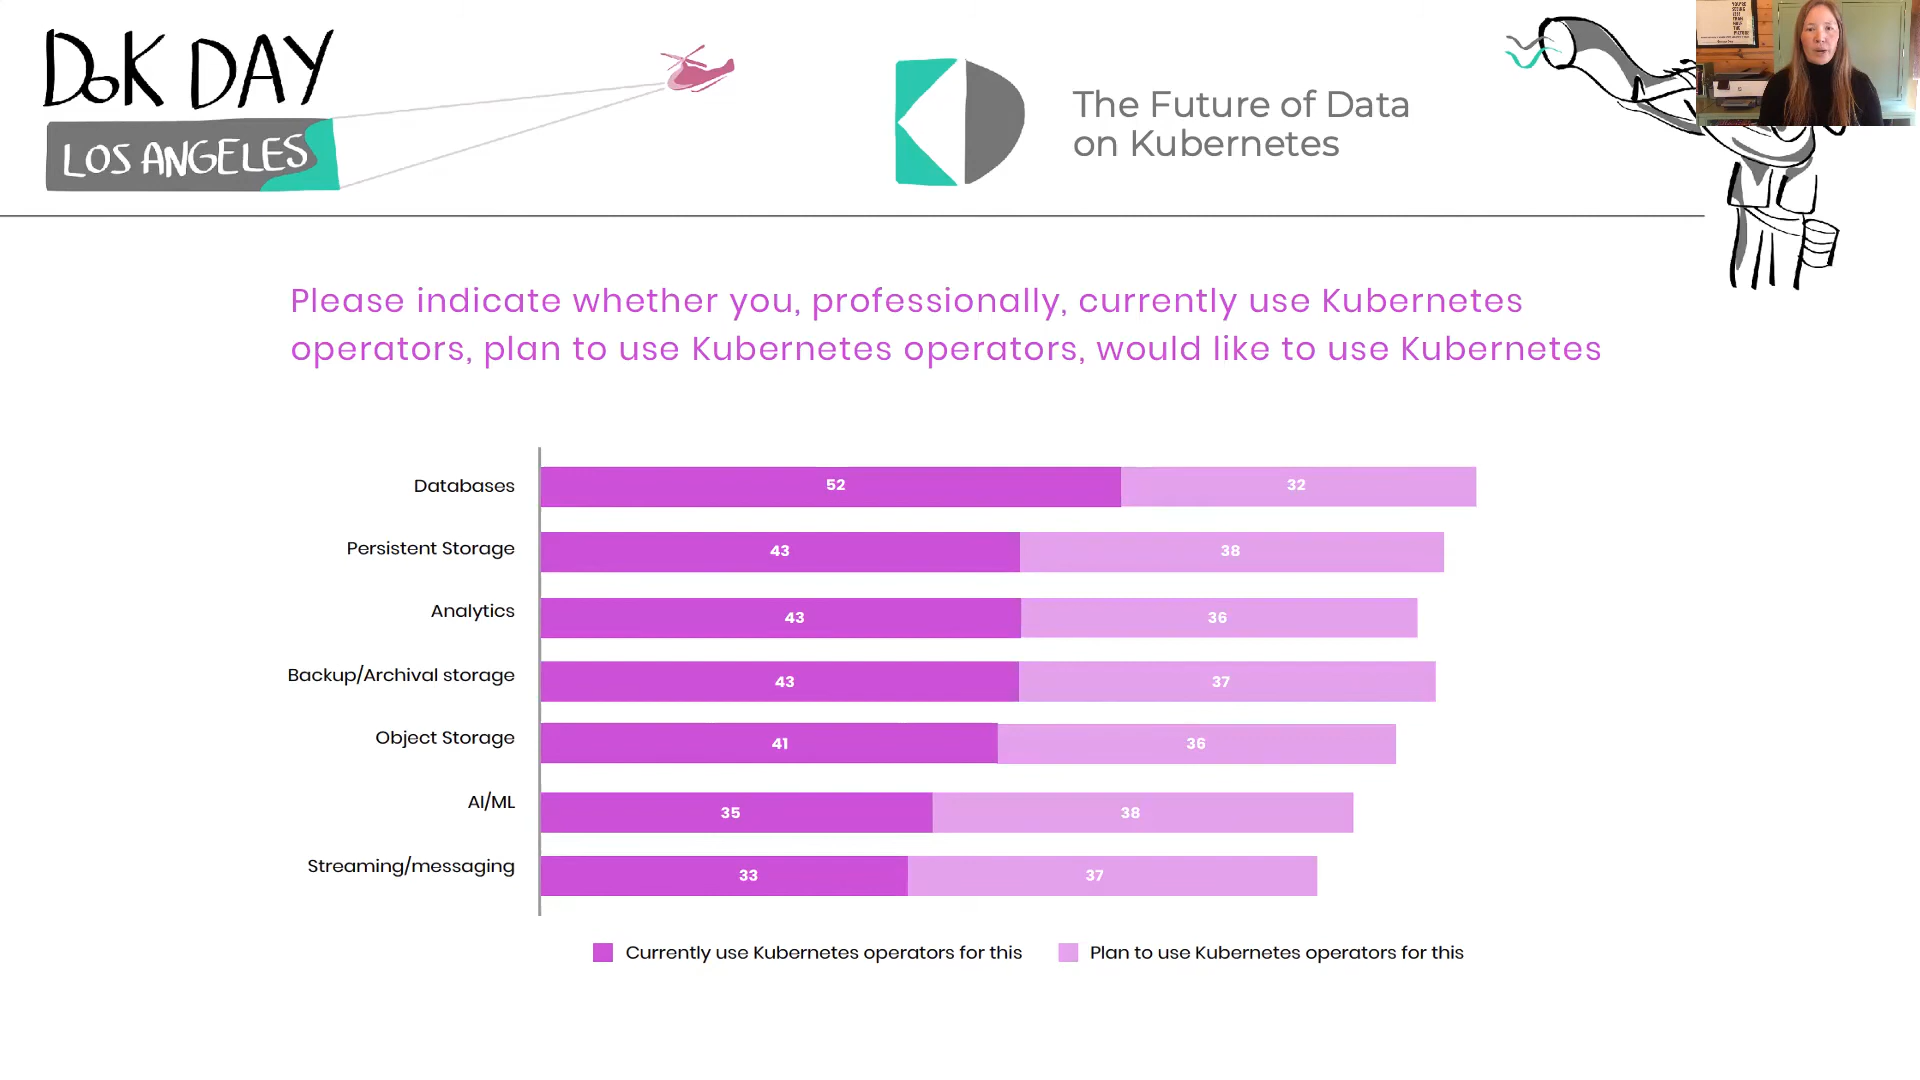 DoK DAY
LOS ANGELES
The Future of Data
on Kubernetes
Please indicate whether you, professionally, currently use Kubernetes
operators, plan to use Kubernetes operators, would like to use Kubernetes
Databases 52 32
Persistent Storage 43 38
Analytics 43 36
Backup/Archival storage 43 37
Object Storage 41 36
AI/ML 35 38
Streaming/messaging 33 37
Currently use Kubernetes operators for this
Plan to use Kubernetes operators for this